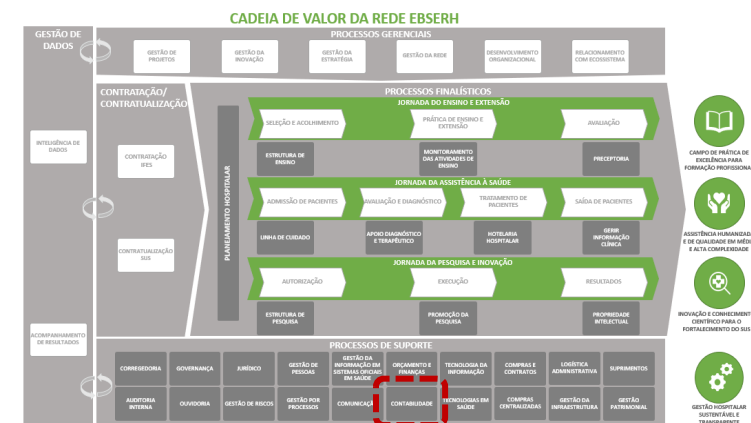 CADEIA DE VALOR DA REDE EBSERH
GESTÃO DE
DADOS
INTELIGÊNCIA DE
DADOS
ACOMPANHAMENTO
DE RESULTADOS
PROCESSOS GERENCIAIS
GESTÃO DE
PROJETOS
GESTÃO DA
INOVAÇÃO
GESTÃO DA
ESTRATÉGIA
GESTÃO DA REDE
DESENVOLVIMENTO
ORGANIZACIONAL
RELACIONAMENTO
COM ECOSSISTEMA
CONTRATAÇÃO/
CONTRATUALIZAÇÃO
CONTRATAÇÃO
IFES
CONTRATUALIZAÇÃO
SUS
PROCESSOS FINALÍSTICOS
PLANEJAMENTO HOSPITALAR
JORNADA DO ENSINO E EXTENSÃO
SELEÇÃO E ACOLHIMENTO
PRÁTICA DE ENSINO E
EXTENSÃO
AVALIAÇÃO
ESTRUTURA DE
ENSINO
MONITORAMENTO
DAS ATIVIDADES DE
ENSINO
PRECEPTORIA
JORNADA DA ASSISTÊNCIA À SAÚDE
ADMISSÃO DE PACIENTES
AVALIAÇÃO E DIAGNÓSTICO
TRATAMENTO DE
PACIENTES
SAÍDA DE PACIENTES
LINHA DE CUIDADO
APOIO DIAGNÓSTICO
E TERAPÊUTICO
HOTELARIA
HOSPITALAR
GERIR
INFORMAÇÃO
CLÍNICA
JORNADA DA PESQUISA E INOVAÇÃO
AUTORIZAÇÃO
EXECUÇÃO
RESULTADOS
ESTRUTURA DE
PESQUISA
PROMOÇÃO DA
PESQUISA
PROPRIEDADE
INTELECTUAL
PROCESSOS DE SUPORTE
CORREGEDORIA
GOVERNANÇA
JURÍDICO
GESTÃO DE
PESSOAS
GESTÃO DA
INFORMAÇÃO EM
SISTEMAS OFICIAIS
EM SAÚDE
ORÇAMENTO E
FINANÇAS
TECNOLOGIA DA
INFORMAÇÃO
COMPRAS E
CONTRATOS
LOGÍSTICA
ADMINISTRATIVA
SUPRIMENTOS
AUDITORIA
INTERNA
OUVIDORIA
GESTÃO DE RISCOS
GESTÃO POR
PROCESSOS
COMUNICAÇÃO
CONTABILIDADE
TECNOLOGIAS EM
SAÚDE
COMPRAS
CENTRALIZADAS
GESTÃO DA
INFRAESTRUTURA
GESTÃO
PATRIMONIAL
CAMPO DE PRÁTICA DE
EXCELÊNCIA PARA
FORMAÇÃO PROFISSIONA
ASSISTÊNCIA HUMANIZADA
E DE QUALIDADE EM MÉDI
E ALTA COMPLEXIDADE
INOVAÇÃO E CONHECIMENT
CIENTÍFICO PARA O
FORTALECIMENTO DO SUS
GESTÃO HOSPITALAR
SUSTENTÁVEL E
TRANSPARENTE